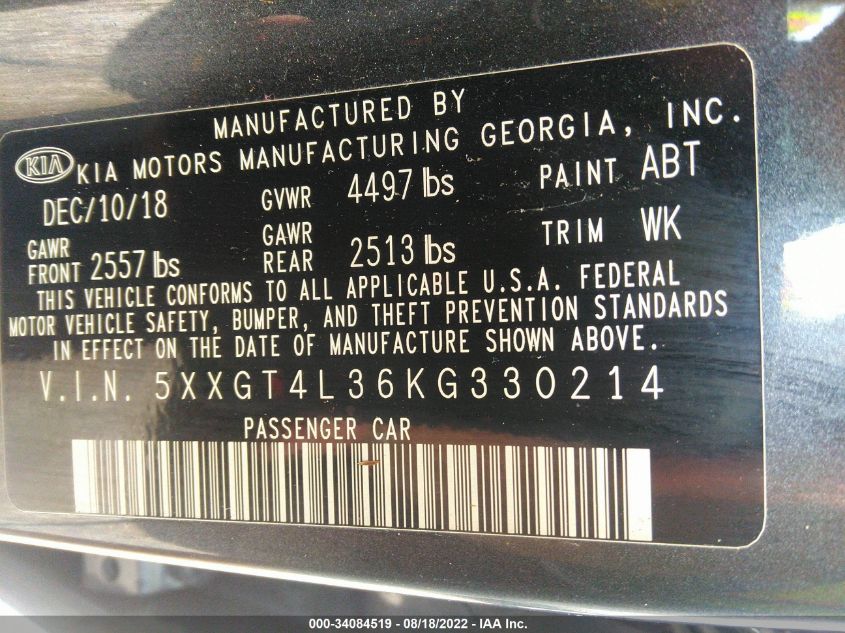 MANUFACTURED BY
KIA KIA MOTORS MANUFACTURING GEORGIA, INC.
DEC/10/18 GVWR 4497 lbs PAINT ABT
GAWR FRONT 2557 lbs GAWR REAR 2513 lbs TRIM WK
THIS VEHICLE CONFORMS TO ALL APPLICABLE U.S.A. FEDERAL
MOTOR VEHICLE SAFETY, BUMPER, AND THEFT PREVENTION STANDARDS
IN EFFECT ON THE DATE OF MANUFACTURE SHOWN ABOVE.
V.I.N. 5XXGT4L36KG330214
PASSENGER CAR
000-34084519 - 08/18/2022 - IAA Inc.